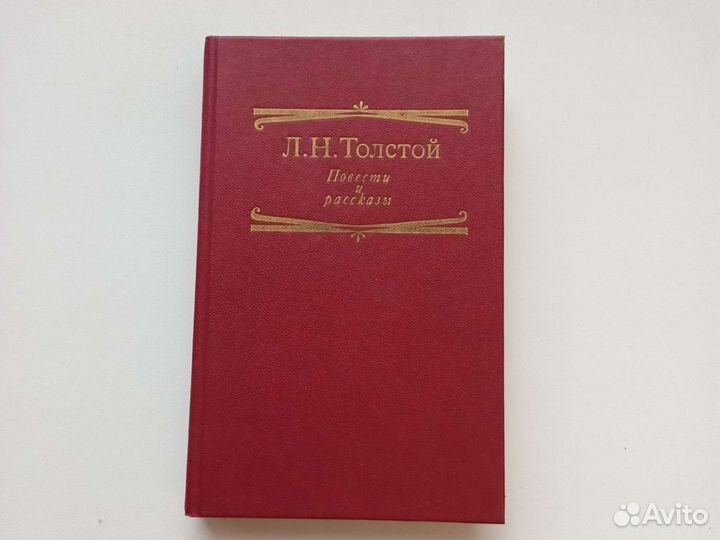 Л.Н.Толстой
Повести
и
рассказы
Avito